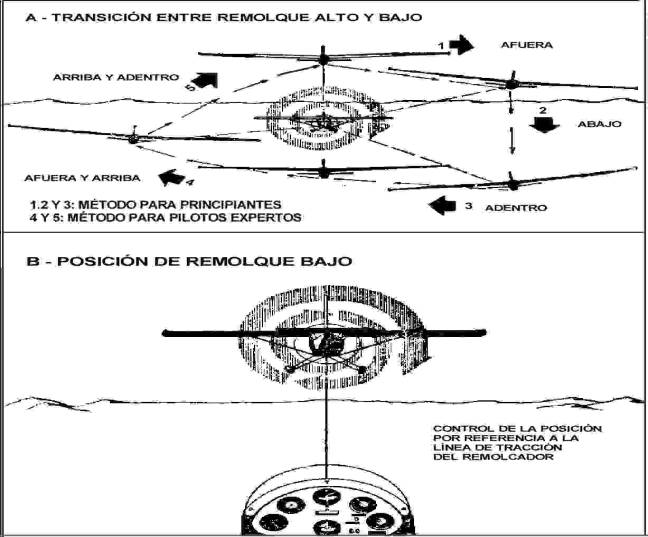 A - TRANSICIÓN ENTRE REMOLQUE ALTO Y BAJO
1
AFUERA
ARRIBA Y ADENTRO
5
2
ABAJO
AFUERA Y ARRIBA
4
3
ADENTRO
1.2 Y 3: MÉTODO PARA PRINCIPIANTES
4 Y 5: MÉTODO PARA PILOTOS EXPERTOS
B - POSICIÓN DE REMOLQUE BAJO
CONTROL DE LA POSICIÓN
POR REFERENCIA A LA
LÍNEA DE TRACCIÓN
DEL REMOLCADOR